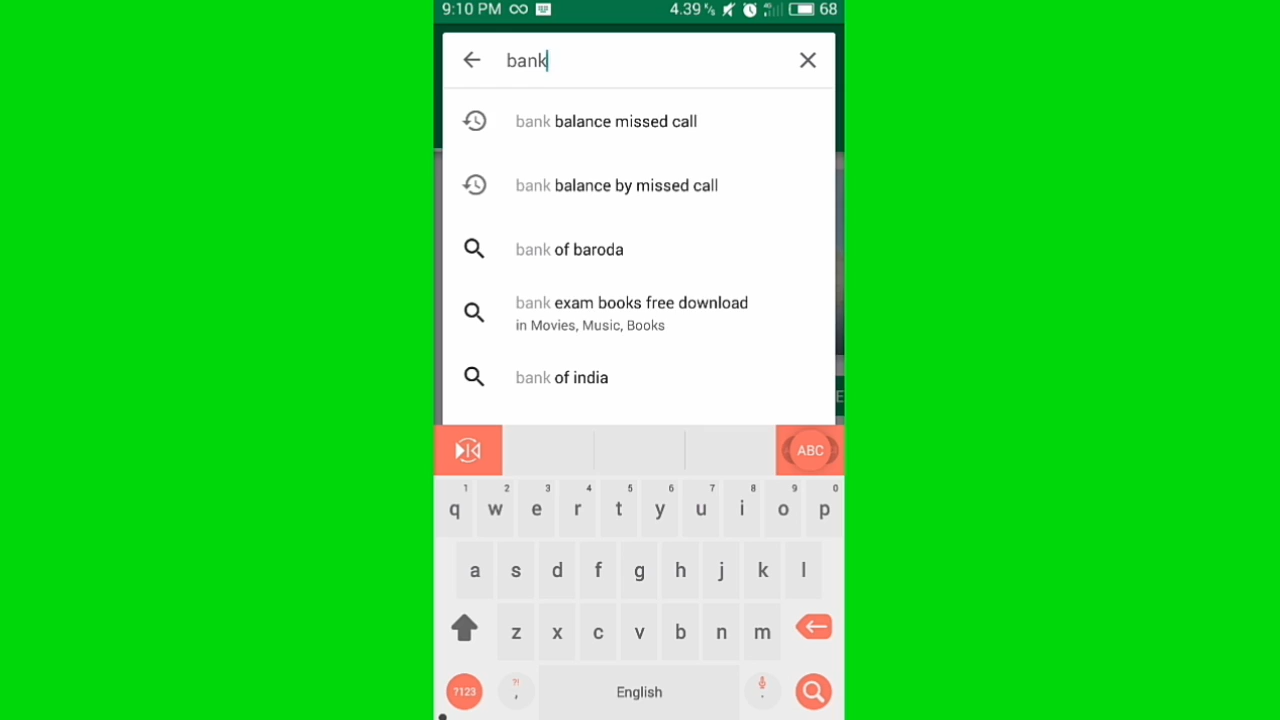 9:10 PM 4.39 K/s 68
bank
bank balance missed call
bank balance by missed call
bank of baroda
bank exam books free download
in Movies, Music, Books
bank of india
E
ABC
1 2 3 4 5 6 7 8 9 0
q w e r t y u i o p
a s d f g h j k l
z x c v b n m
?123 ?! , English .